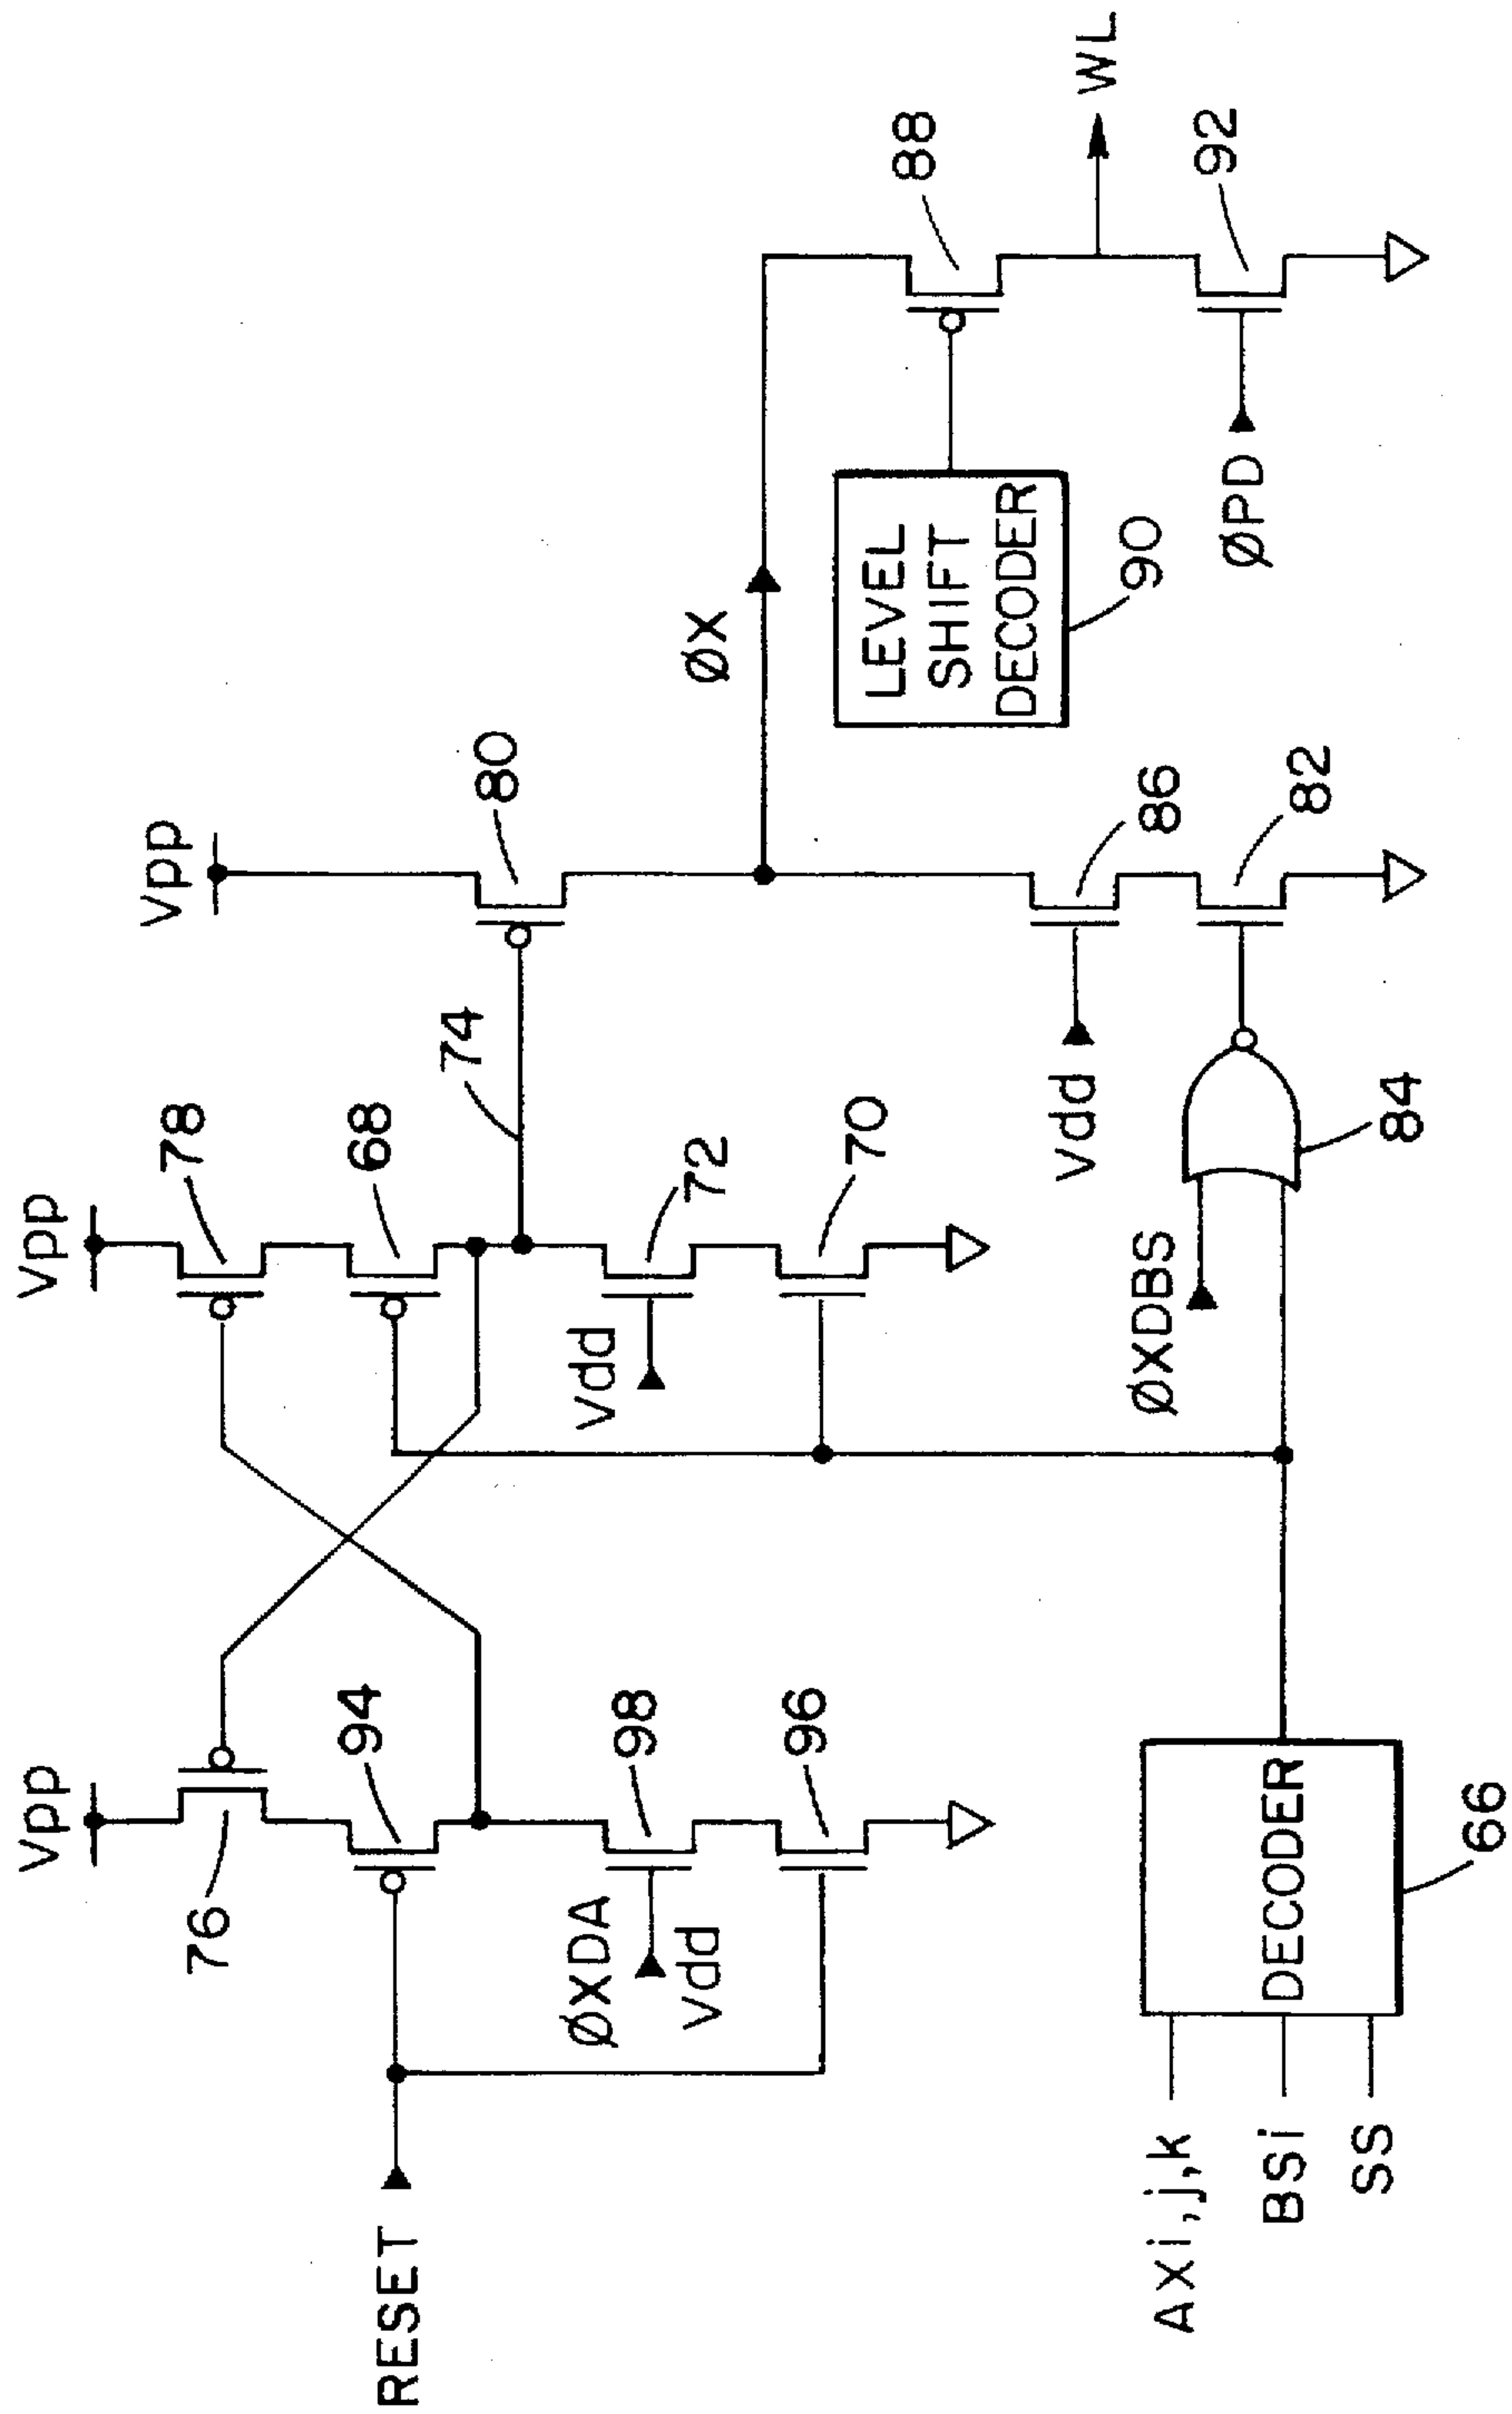 Vpp
76
94
RESET
ØXDA
Vdd
98
96
Vpp
78
68
74
Vdd
72
70
Vpp
80
ØX
Vdd
86
82
ØXDBS
84
Axi,j,k
BSi
SS
DECODER
66
LEVEL
SHIFT
DECODER
90
88
WL
ØPD
92